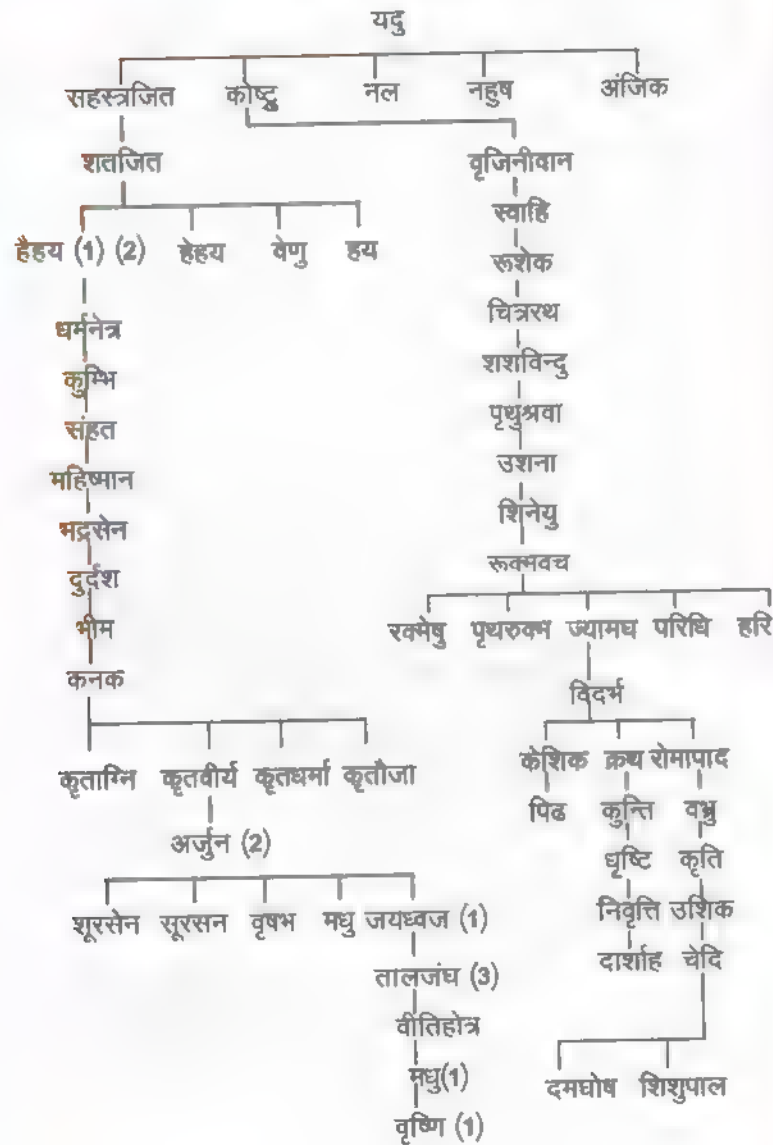 यदु
सहस्त्रजित कोष्टु नल नहुष अंजिक
शतजित वृजिनीवान
स्वाहि
हैहय (1) (2) हेहय वेणु हय
रूशेक
चित्ररथ
धर्मनेत्र
शशविन्दु
कुम्भि
पृथुश्रवा
संहत
उशना
महिष्मान
शिनेयु
भद्रसेन
रूक्मवच
दुर्दश
भीम रक्मेषु पृथरुक्म ज्यामघ परिधि हरि
कनक
विदर्भ
कृताग्नि कृतवीर्य कृतधर्मा कृतौजा केशिक क्रथ रोमापाद
पिढ कुन्ति वभ्रु
अर्जुन (2) धृष्टि कृति
शूरसेन सूरसन वृषभ मधु जयध्वज (1) निवृत्ति उशिक
दार्शाह चेदि
तालजंघ (3)
वीतिहोत्र
मधु(1) दमघोष शिशुपाल
वृष्णि (1)